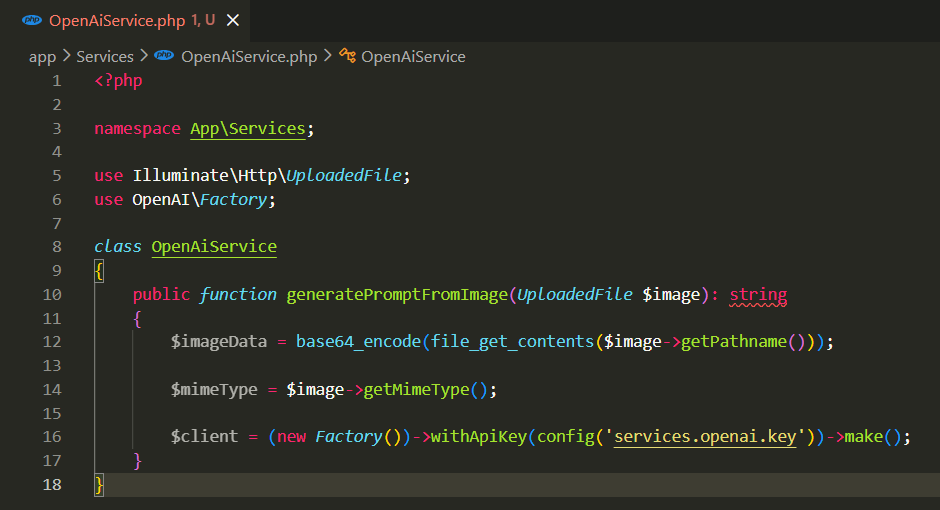 php OpenAiService.php 1, U ×
app > Services > php OpenAiService.php > OpenAiService
1 <?php
2
3 namespace App\Services;
4
5 use Illuminate\Http\UploadedFile;
6 use OpenAI\Factory;
7
8 class OpenAiService
9 {
10     public function generatePromptFromImage(UploadedFile $image): string
11     {
12         $imageData = base64_encode(file_get_contents($image->getPathname()));
13
14         $mimeType = $image->getMimeType();
15
16         $client = (new Factory())->withApiKey(config('services.openai.key'))->make();
17     }
18 }